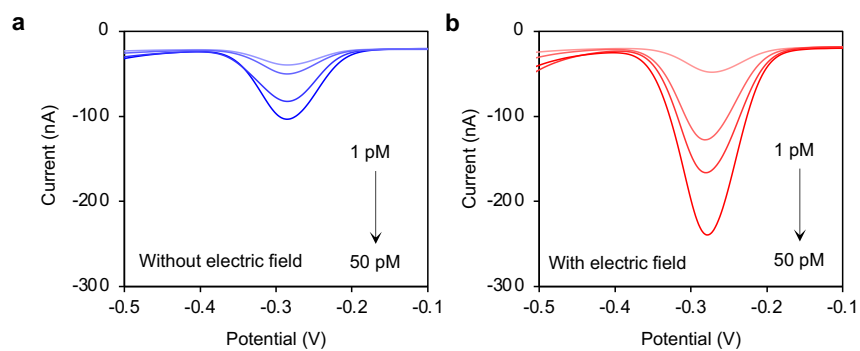 a
0
-100
-200
-300
Current (nA)
1 pM
50 pM
Without electric field
-0.5
-0.4
-0.3
-0.2
-0.1
Potential (V)
b
0
-100
-200
-300
Current (nA)
1 pM
50 pM
With electric field
-0.5
-0.4
-0.3
-0.2
-0.1
Potential (V)